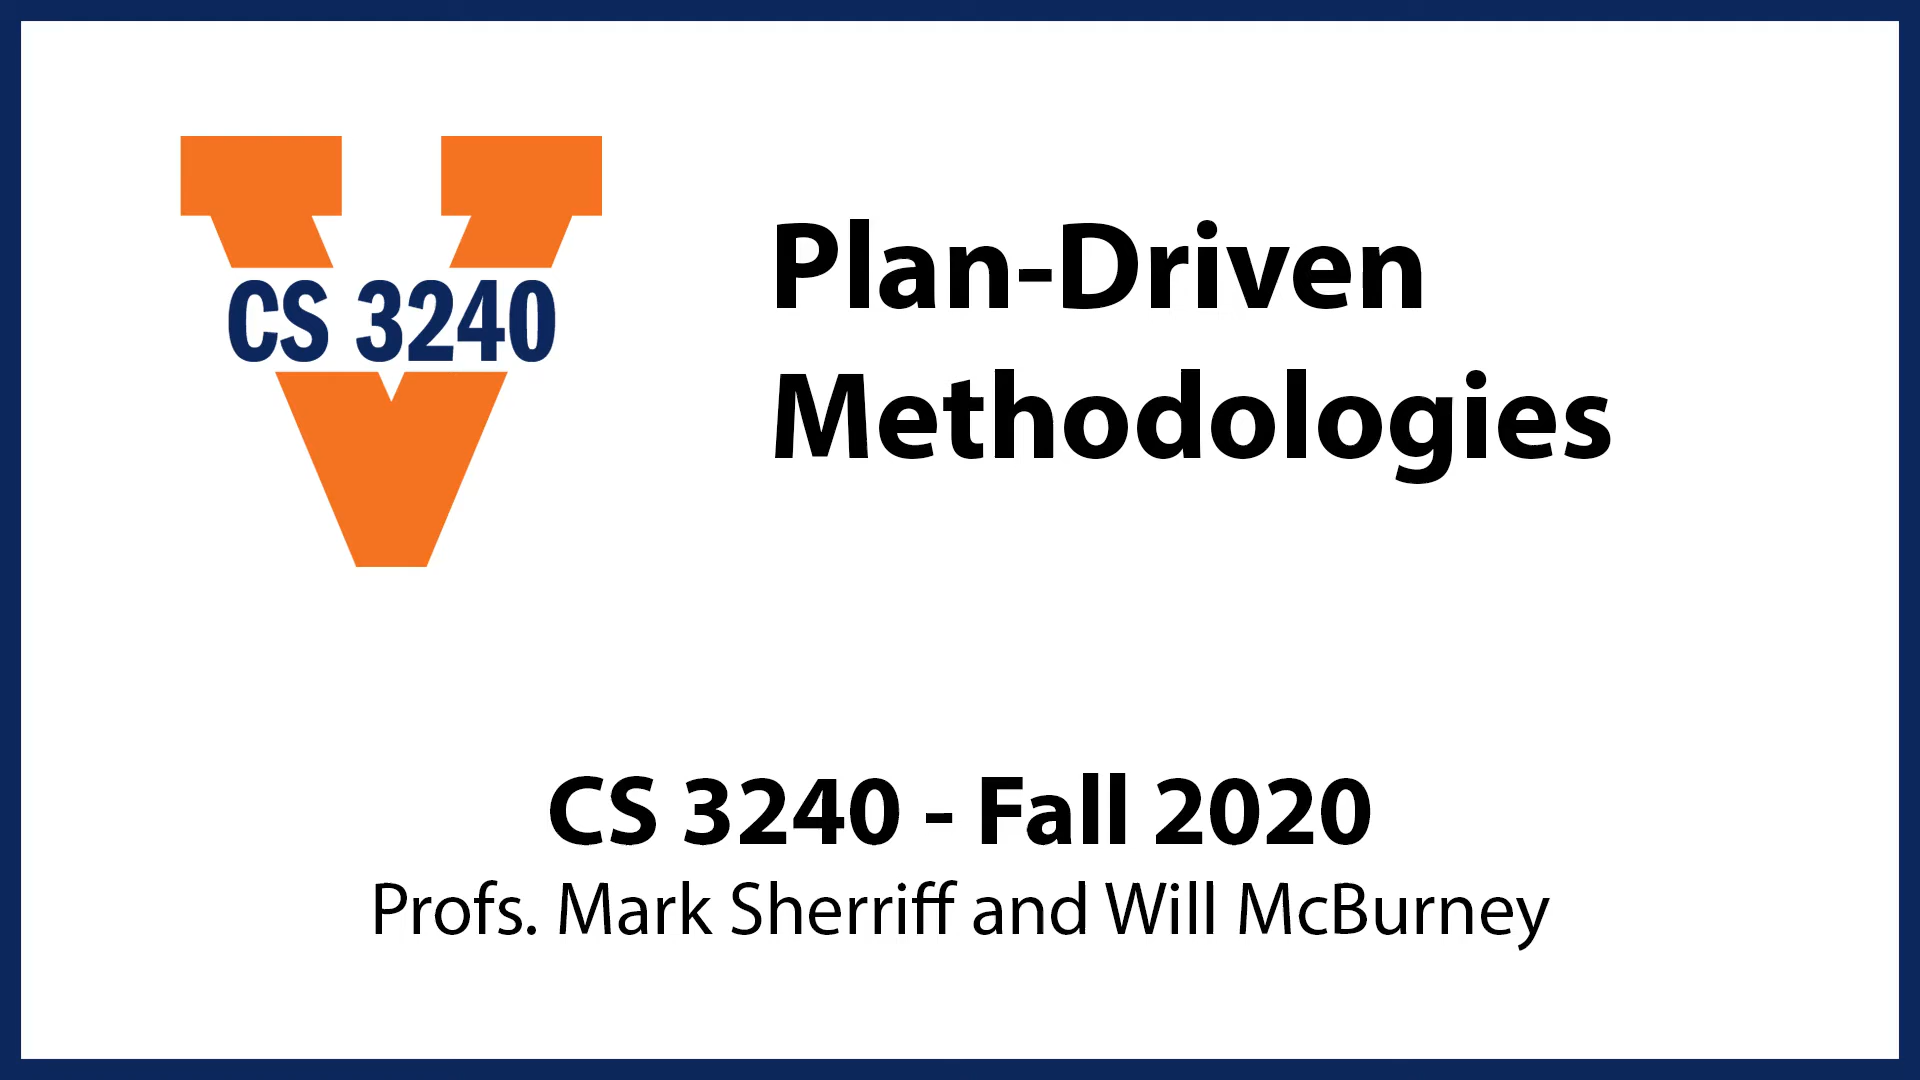 CS 3240
Plan-Driven
Methodologies
CS 3240 - Fall 2020
Profs. Mark Sherriff and Will McBurney